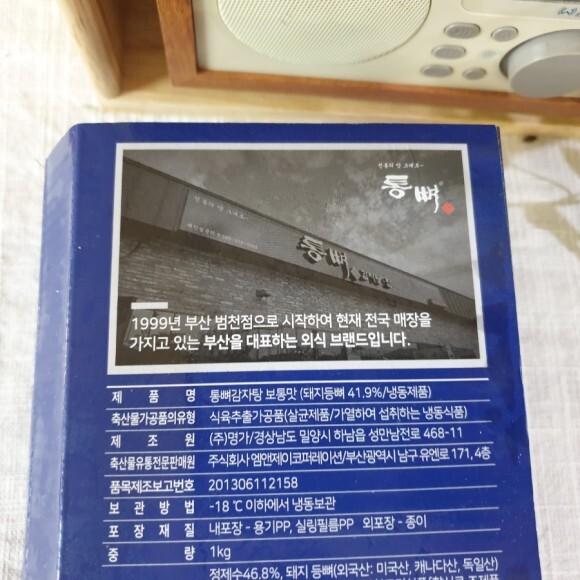 전통의 맛 그대로~
통뼈
통뼈 감자탕
1999년 부산 범천점으로 시작하여 현재 전국 매장을
가지고 있는 부산을 대표하는 외식 브랜드입니다.
제 품 명 통뼈감자탕 보통맛 (돼지등뼈 41.9%/냉동제품)
축산물가공품의유형 식육추출가공품(살균제품/가열하여 섭취하는 냉동식품)
제 조 원 (주)명가/경상남도 밀양시 하남읍 성만남전로 468-11
축산물유통전문판매원 주식회사 엠앤제이코퍼레이션/부산광역시 남구 유엔로 171, 4층
품목제조보고번호 201306112158
보 관 방 법 -18 ℃ 이하에서 냉동보관
포 장 재 질 내포장 - 용기PP, 실링필름PP 외포장 - 종이
중 량 1kg
정제수46.8%, 돼지 등뼈(외국산: 미국산, 캐나다산, 독일산)